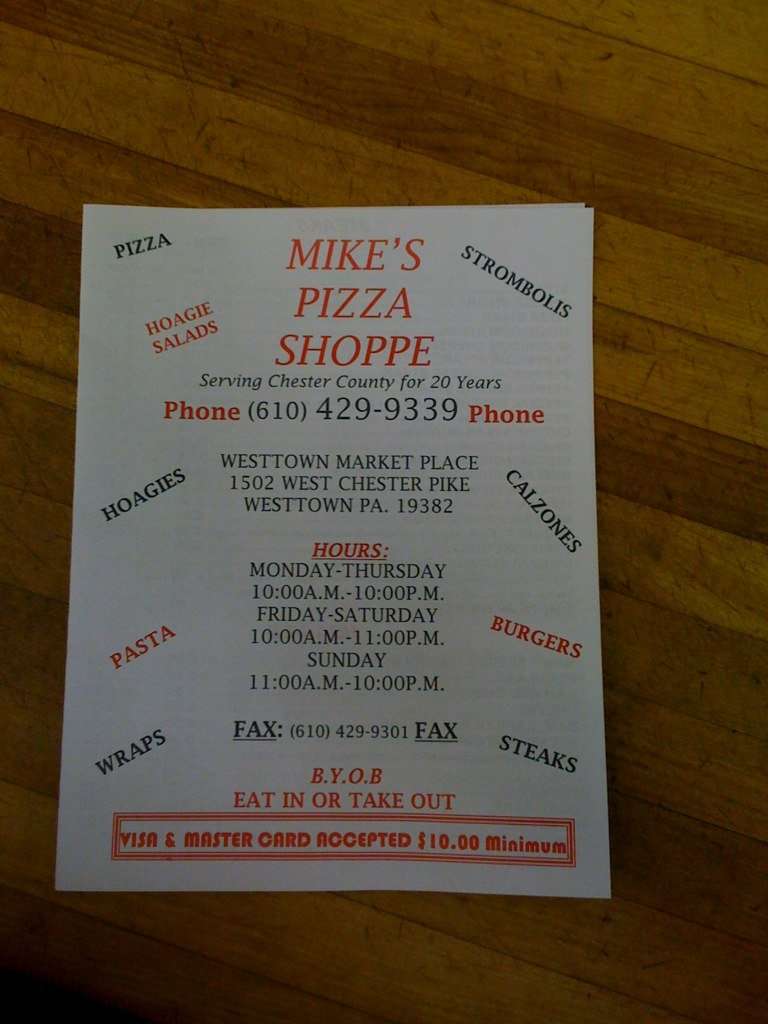 PIZZA
MIKE'S
PIZZA
SHOPPE
STROMBOLIS
HOAGIE
SALADS
Serving Chester County for 20 Years
Phone (610) 429-9339 Phone
HOAGIES
WESTTOWN MARKET PLACE
1502 WEST CHESTER PIKE
WESTTOWN PA. 19382
CALZONES
HOURS:
MONDAY-THURSDAY
10:00A.M.-10:00P.M.
FRIDAY-SATURDAY
10:00A.M.-11:00P.M.
SUNDAY
11:00A.M.-10:00P.M.
PASTA
BURGERS
WRAPS
FAX: (610) 429-9301 FAX
STEAKS
B.Y.O.B
EAT IN OR TAKE OUT
VISA & MASTER CARD ACCEPTED $10.00 Minimum